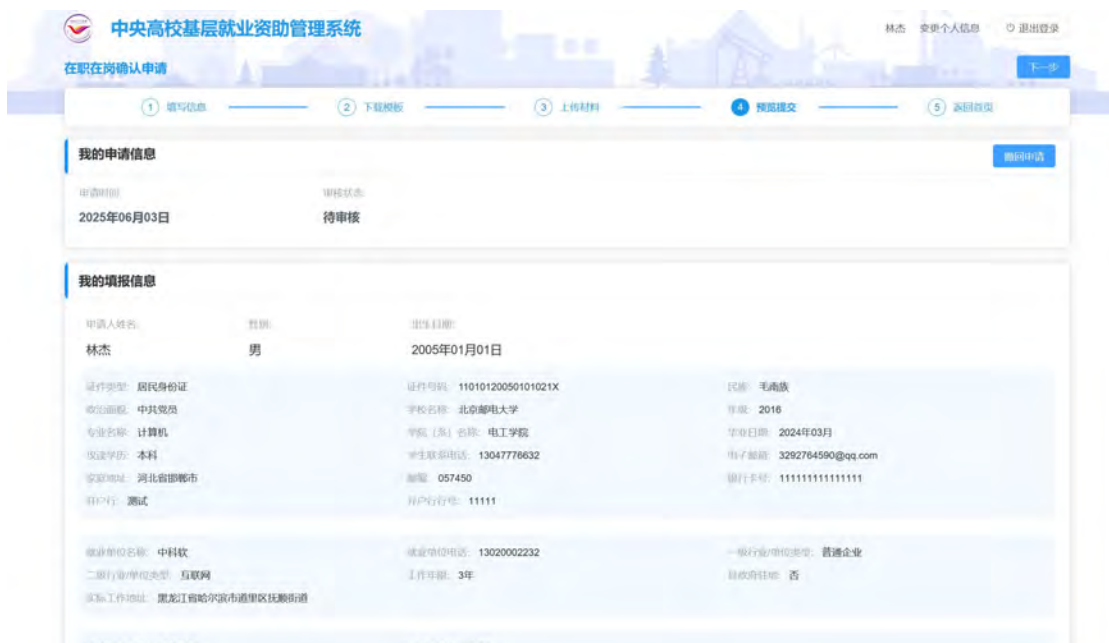 中央高校基层就业资助管理系统
林杰 变更个人信息 退出登录
在职在岗确认申请
下一步
1 填写信息
2 下载模板
3 上传材料
4 预览提交
5 返回首页
我的申请信息
撤回申请
申请时间 审核状态
2025年06月03日 待审核
我的填报信息
申请人姓名: 性别: 出生日期:
林杰 男 2005年01月01日
证件类型: 居民身份证 证件号码: 11010120050101021X 民族: 毛南族
政治面貌: 中共党员 学校名称: 北京邮电大学 年级: 2016
专业名称: 计算机 学院（系）名称: 电工学院 毕业日期: 2024年03月
攻读学历: 本科 学生联系电话: 13047776632 电子邮箱: 3292764590@qq.com
家庭地址: 河北省邯郸市 邮编: 057450 银行卡号: 111111111111111
开户行: 测试 开户行行号: 11111
就业单位名称: 中科软 就业单位电话: 13020002232 一级行业/单位类型: 普通企业
二级行业/单位类型: 互联网 工作年限: 3年 县政府驻地: 否
实际工作地址: 黑龙江省哈尔滨市道里区抚顺街道